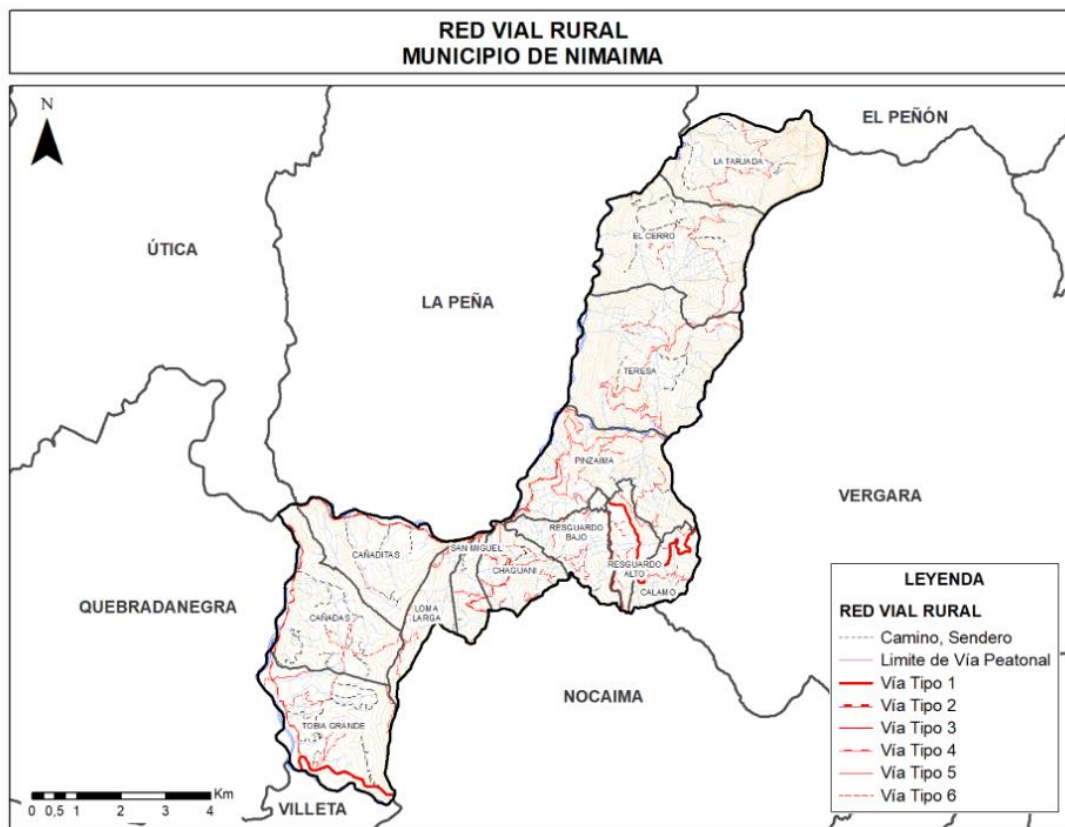 RED VIAL RURAL
MUNICIPIO DE NIMAIMA
N
EL PEÑÓN
LA TARJADA
ÚTICA
EL CERRO
LA PEÑA
TERESA
PINZAIMA
VERGARA
RESGUARDO
BAJO
SAN MIGUEL
CAÑADITAS
CHAGUANI
RESGUARDO
ALTO
CALAMO
QUEBRADANEGRA
CAÑADAS
LOMA
LARGA
NOCAIMA
TOBIA GRANDE
VILLETA
Km
0 0,5 1 2 3 4
LEYENDA
RED VIAL RURAL
Camino, Sendero
Limite de Vía Peatonal
Vía Tipo 1
Vía Tipo 2
Vía Tipo 3
Vía Tipo 4
Vía Tipo 5
Vía Tipo 6